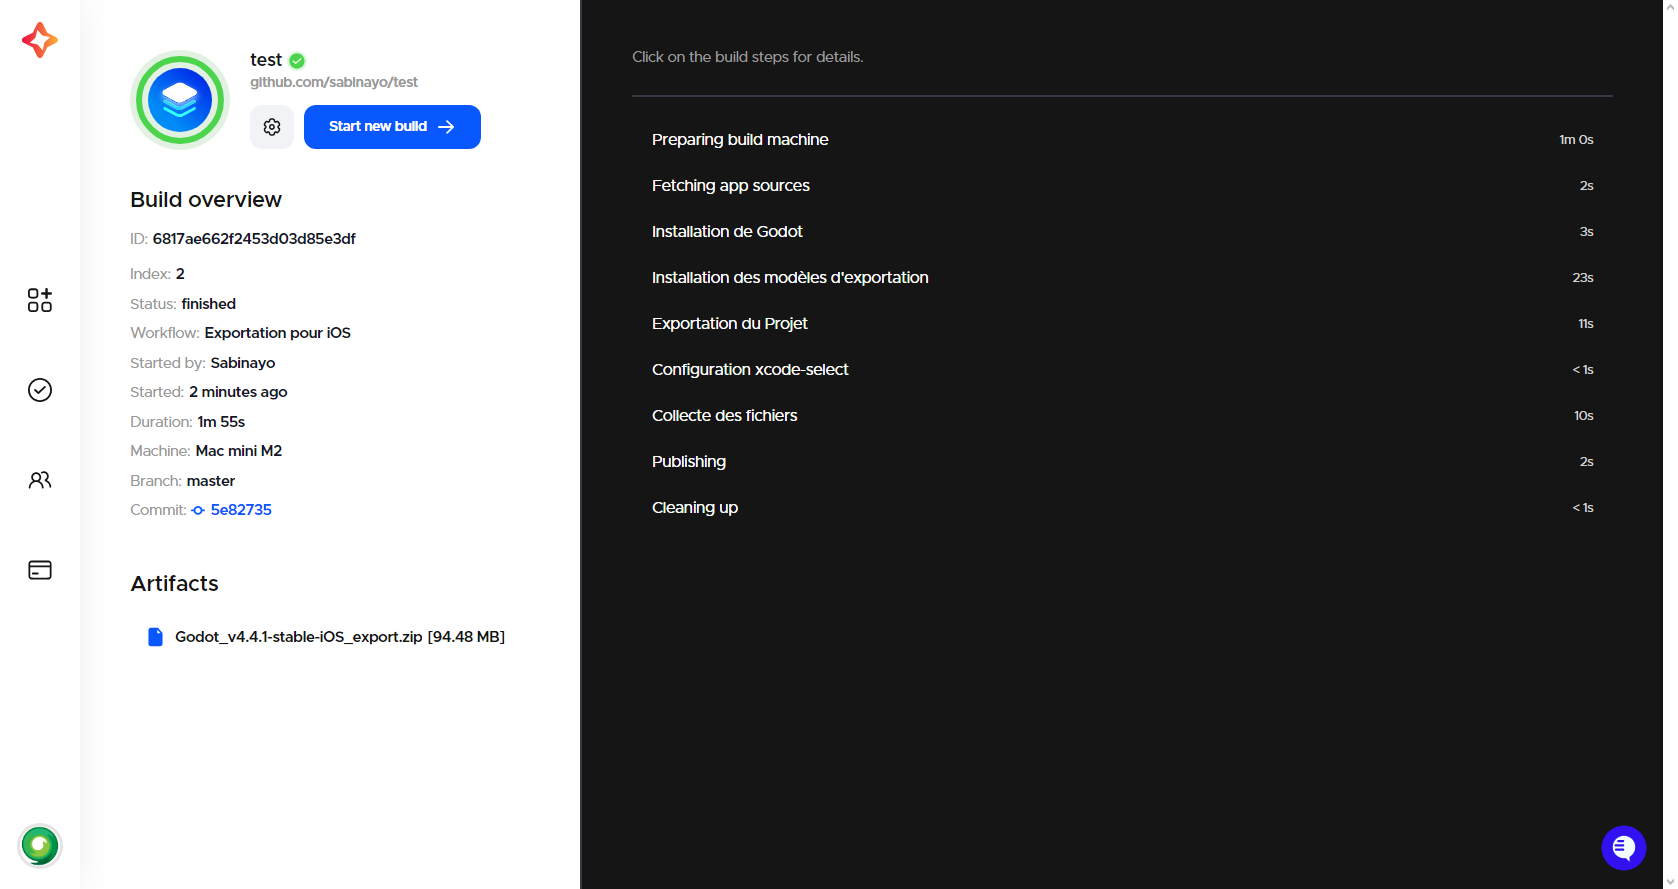 test
github.com/sabinayo/test
Start new build
Build overview
ID: 6817ae662f2453d03d85e3df
Index: 2
Status: finished
Workflow: Exportation pour iOS
Started by: Sabinayo
Started: 2 minutes ago
Duration: 1m 55s
Machine: Mac mini M2
Branch: master
Commit: 5e82735
Artifacts
Godot_v4.4.1-stable-iOS_export.zip [94.48 MB]
Click on the build steps for details.
Preparing build machine 1m 0s
Fetching app sources 2s
Installation de Godot 3s
Installation des modèles d'exportation 23s
Exportation du Projet 11s
Configuration xcode-select < 1s
Collecte des fichiers 10s
Publishing 2s
Cleaning up < 1s